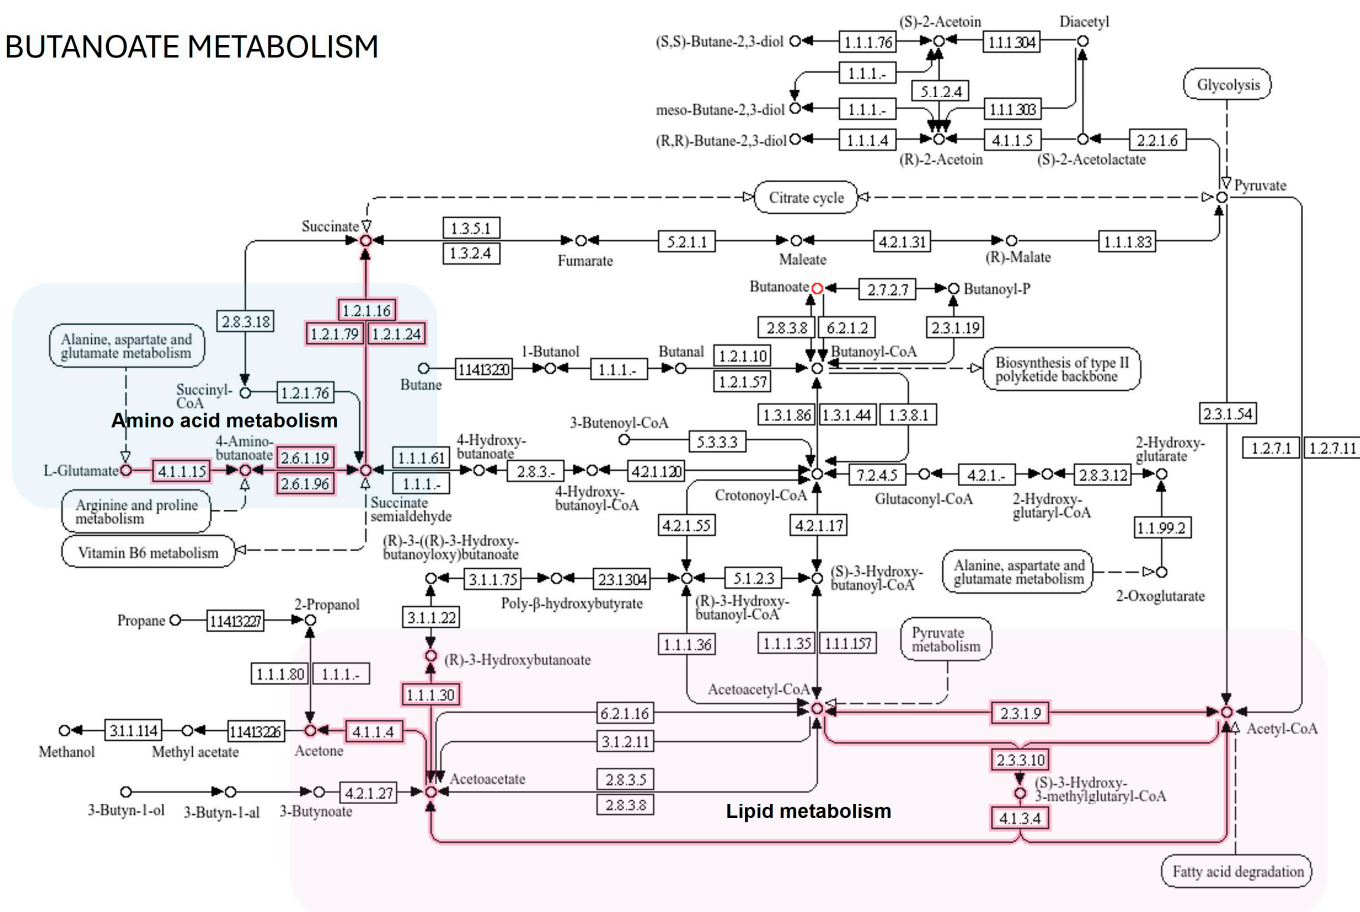 BUTANOATE METABOLISM
(S)-2-Acetoin
Diacetyl
(S,S)-Butane-2,3-diol
1.1.1.76
1.1.1304
1.1.1.-
5.1.2.4
Glycolysis
meso-Butane-2,3-diol
1.1.1.-
1.1.1303
(R,R)-Butane-2,3-diol
1.1.1.4
4.1.1.5
2.2.1.6
(R)-2-Acetoin
(S)-2-Acetolactate
Pyruvate
Citrate cycle
Succinate
1.3.5.1
1.3.2.4
5.2.1.1
4.2.1.31
1.1.1.83
Fumarate
Maleate
(R)-Malate
Butanoate
2.7.2.7
Butanoyl-P
1.2.1.16
2.8.3.18
1.2.1.79
1.2.1.24
2.8.3.8
6.2.1.2
2.3.1.19
Alanine, aspartate and
glutamate metabolism
1-Butanol
Butanal
1.2.1.10
Butanoyl-CoA
Biosynthesis of type II
polyketide backbone
Butane
11413230
1.1.1.-
1.2.1.57
Succinyl-
CoA
1.2.1.76
Amino acid metabolism
3-Butenoyl-CoA
1.3.1.86
1.3.1.44
1.3.8.1
2.3.1.54
5.3.3.3
1.2.7.1
1.2.7.11
4-Amino-
butanoate
4-Hydroxy-
butanoate
2-Hydroxy-
glutarate
L-Glutamate
4.1.1.15
2.6.1.19
2.6.1.96
1.1.1.61
1.1.1.-
2.8.3.-
4.2.1.120
7.2.4.5
4.2.1.-
2.8.3.12
4-Hydroxy-
butanoyl-CoA
Crotonoyl-CoA
Glutaconyl-CoA
2-Hydroxy-
glutaryl-CoA
Arginine and proline
metabolism
Succinate
semialdehyde
4.2.1.55
4.2.1.17
1.1.99.2
Vitamin B6 metabolism
(R)-3-((R)-3-Hydroxy-
butanoyloxy)butanoate
3.1.1.75
23.1304
5.1.2.3
(S)-3-Hydroxy-
butanoyl-CoA
Alanine, aspartate and
glutamate metabolism
2-Oxoglutarate
Poly-β-hydroxybutyrate
(R)-3-Hydroxy-
butanoyl-CoA
2-Propanol
Propane
11413227
3.1.1.22
1.1.1.36
1.1.1.35
1.1.1.157
Pyruvate
metabolism
(R)-3-Hydroxybutanoate
1.1.1.80
1.1.1.-
1.1.1.30
Acetoacetyl-CoA
6.2.1.16
2.3.1.9
Acetyl-CoA
3.1.1.114
11413226
4.1.1.4
3.1.2.11
Methanol
Methyl acetate
Acetone
2.3.3.10
Acetoacetate
2.8.3.5
2.8.3.8
(S)-3-Hydroxy-
3-methylglutaryl-CoA
4.2.1.27
3-Butyn-1-ol
3-Butyn-1-al
3-Butynoate
Lipid metabolism
4.1.3.4
Fatty acid degradation